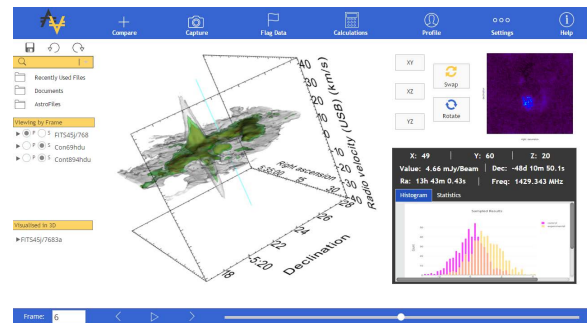 Compare
Capture
Flag Data
Calculations
Profile
Settings
Help
Recently Used Files
Documents
AstroFiles
Viewing by Frame
P S FITS45J/768
P S Con69hdu
P S Cont894hdu
Visualised in 3D
FITS45J/7683a
Radio velocity (USB) (km/s)
Right ascension
Declination
XY
XZ
YZ
Swap
Rotate
X: 49 | Y: 60 | Z: 20
Value: 4.66 mJy/Beam | Dec: -48d 10m 50.1s
Ra: 13h 43m 0.43s | Freq: 1429.343 MHz
Histogram Statistics
Frame: 6